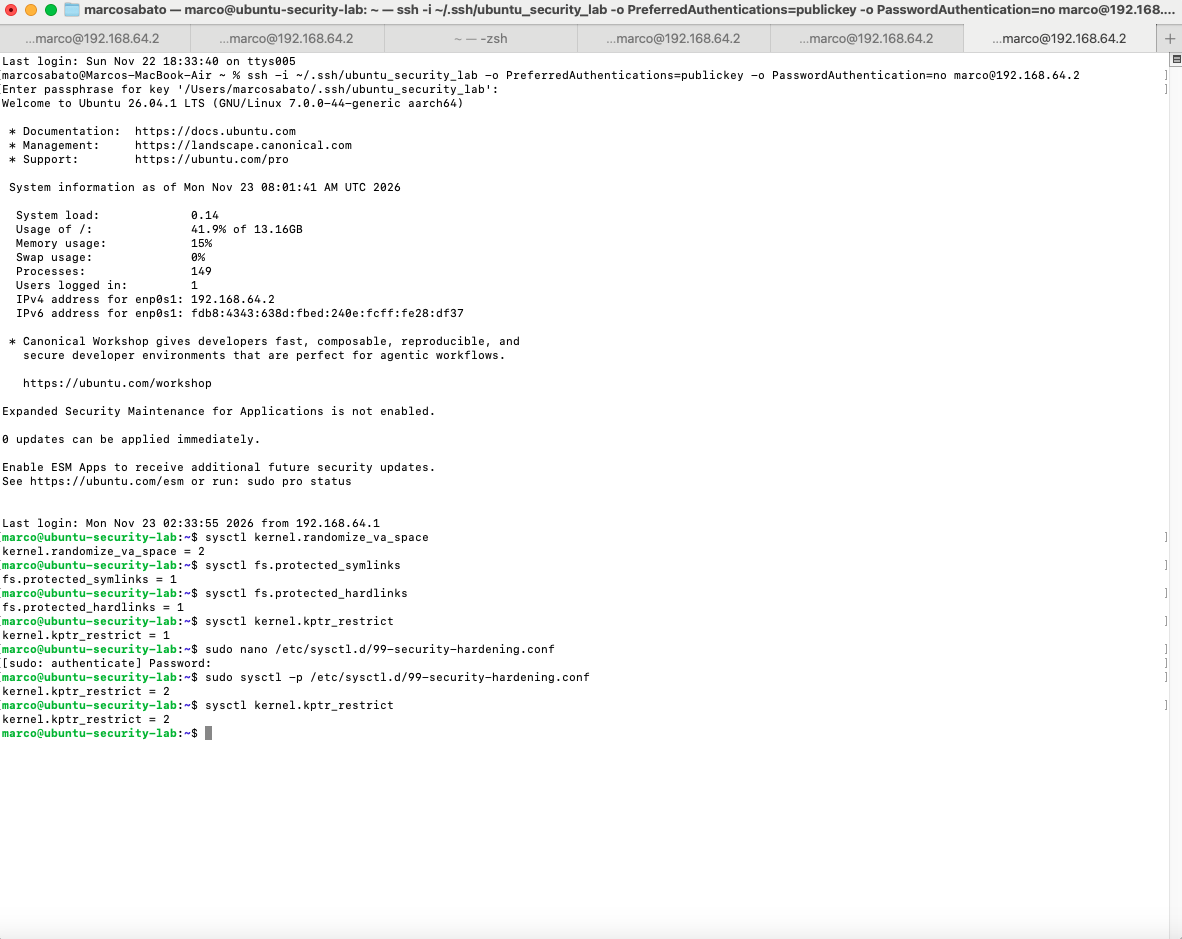 marcosabato — marco@ubuntu-security-lab: ~ — ssh -i ~/.ssh/ubuntu_security_lab -o PreferredAuthentications=publickey -o PasswordAuthentication=no marco@192.168....
...marco@192.168.64.2 ...marco@192.168.64.2 ~ — -zsh ...marco@192.168.64.2 ...marco@192.168.64.2 ...marco@192.168.64.2 +
Last login: Sun Nov 22 18:33:40 on ttys005
[marcosabato@Marcos-MacBook-Air ~ % ssh -i ~/.ssh/ubuntu_security_lab -o PreferredAuthentications=publickey -o PasswordAuthentication=no marco@192.168.64.2 ]
[Enter passphrase for key '/Users/marcosabato/.ssh/ubuntu_security_lab': ]
Welcome to Ubuntu 26.04.1 LTS (GNU/Linux 7.0.0-44-generic aarch64)

 * Documentation:  https://docs.ubuntu.com
 * Management:     https://landscape.canonical.com
 * Support:        https://ubuntu.com/pro

 System information as of Mon Nov 23 08:01:41 AM UTC 2026

  System load:             0.14
  Usage of /:              41.9% of 13.16GB
  Memory usage:            15%
  Swap usage:              0%
  Processes:               149
  Users logged in:         1
  IPv4 address for enp0s1: 192.168.64.2
  IPv6 address for enp0s1: fdb8:4343:638d:fbed:240e:fcff:fe28:df37

 * Canonical Workshop gives developers fast, composable, reproducible, and
   secure developer environments that are perfect for agentic workflows.

   https://ubuntu.com/workshop

Expanded Security Maintenance for Applications is not enabled.

0 updates can be applied immediately.

Enable ESM Apps to receive additional future security updates.
See https://ubuntu.com/esm or run: sudo pro status


Last login: Mon Nov 23 02:33:55 2026 from 192.168.64.1
[marco@ubuntu-security-lab:~$ sysctl kernel.randomize_va_space ]
kernel.randomize_va_space = 2
[marco@ubuntu-security-lab:~$ sysctl fs.protected_symlinks ]
fs.protected_symlinks = 1
[marco@ubuntu-security-lab:~$ sysctl fs.protected_hardlinks ]
fs.protected_hardlinks = 1
[marco@ubuntu-security-lab:~$ sysctl kernel.kptr_restrict ]
kernel.kptr_restrict = 1
[marco@ubuntu-security-lab:~$ sudo nano /etc/sysctl.d/99-security-hardening.conf ]
[[sudo: authenticate] Password: ]
[marco@ubuntu-security-lab:~$ sudo sysctl -p /etc/sysctl.d/99-security-hardening.conf ]
kernel.kptr_restrict = 2
[marco@ubuntu-security-lab:~$ sysctl kernel.kptr_restrict ]
kernel.kptr_restrict = 2
marco@ubuntu-security-lab:~$